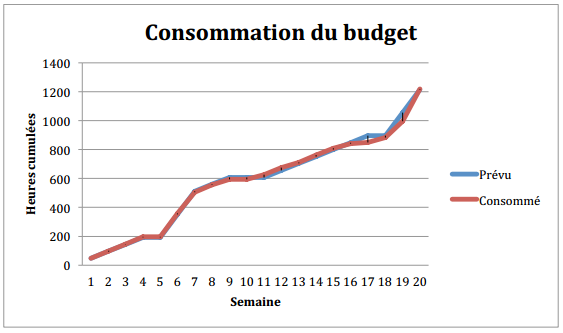 Consommation du budget
1400
1200
1000
800
600
400
200
0
Heures cumulées
1 2 3 4 5 6 7 8 9 10 11 12 13 14 15 16 17 18 19 20
Semaine
Prévu
Consommé